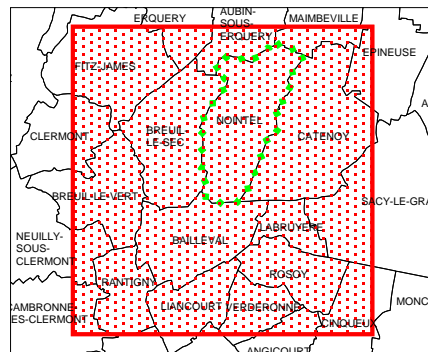 ERQUERY
AUBIN-
SOUS-
ERQUERY
MAIMBEVILLE
EPINEUSE
FITZ-JAMES
CLERMONT
BREUIL
LE-SEC
NOINTEL
CATENOY
BREUIL-LE-VERT
SACY-LE-GRA
NEUILLY-
SOUS-
CLERMONT
BAILLEVAL
LABRUYERE
RANTIGNY
ROSOY
LIANCOURT
VERDERONNE
MONC
CAMBRONNE
ES-CLERMONT
CINQUEU
ANGICOURT
A